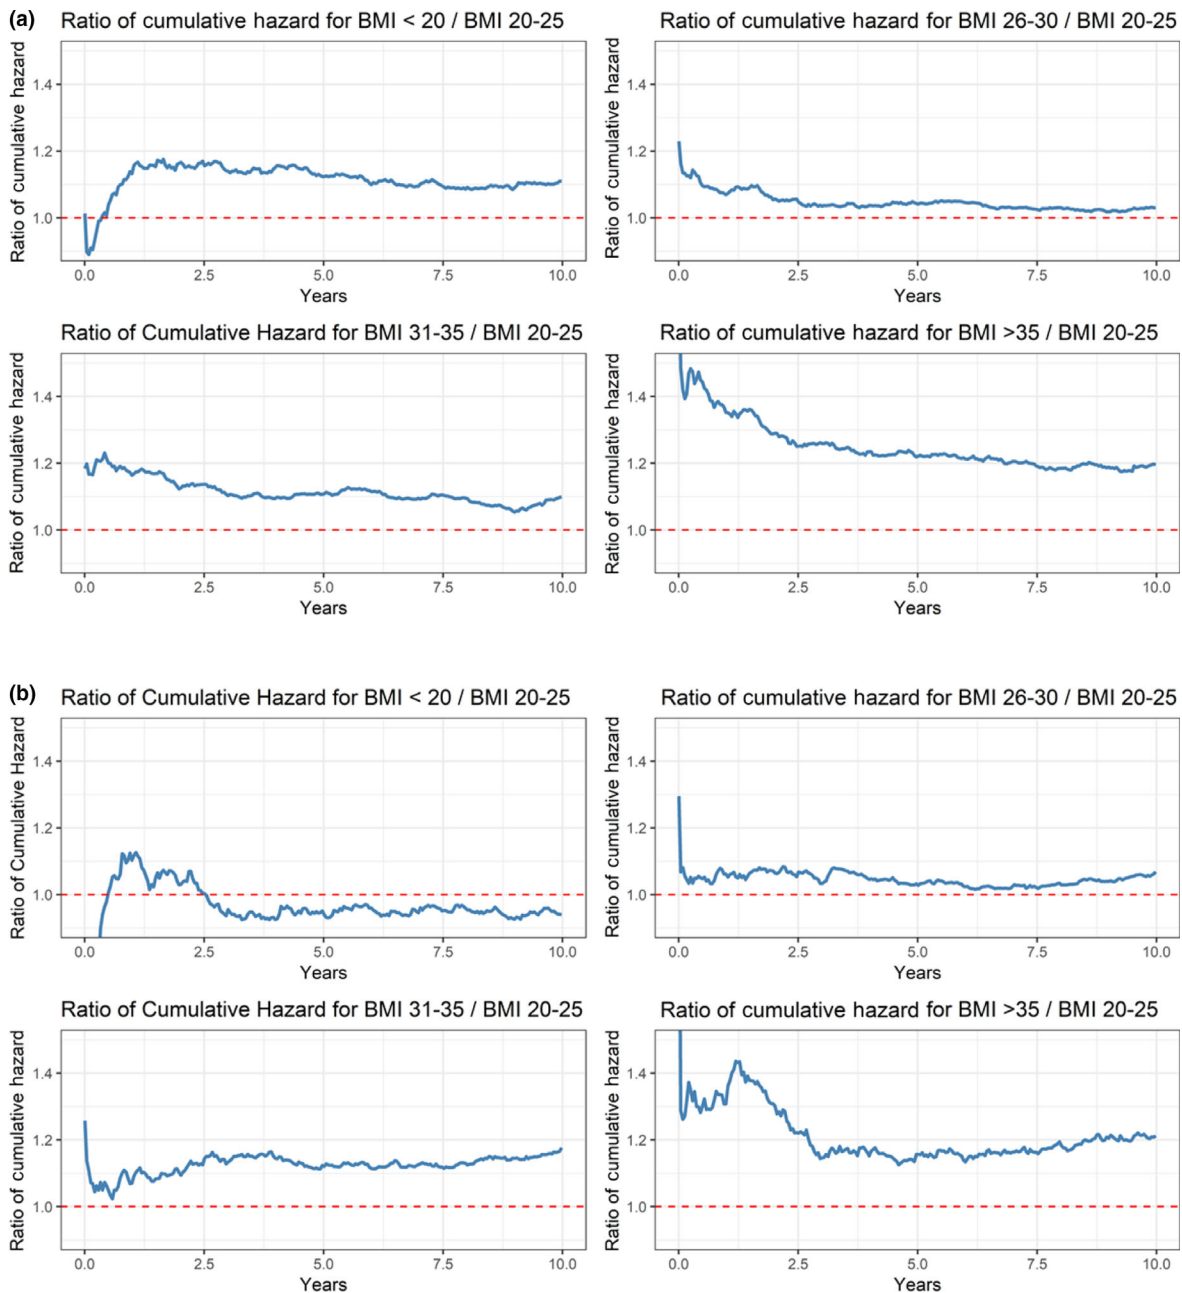 (a)
Ratio of cumulative hazard for BMI < 20 / BMI 20-25
Ratio of cumulative hazard
1.4
1.2
1.0
0.0 2.5 5.0 7.5 10.0
Years
Ratio of cumulative hazard for BMI 26-30 / BMI 20-25
Ratio of cumulative hazard
1.4
1.2
1.0
0.0 2.5 5.0 7.5 10.0
Years
Ratio of Cumulative Hazard for BMI 31-35 / BMI 20-25
Ratio of cumulative hazard
1.4
1.2
1.0
0.0 2.5 5.0 7.5 10.0
Years
Ratio of cumulative hazard for BMI >35 / BMI 20-25
Ratio of cumulative hazard
1.4
1.2
1.0
0.0 2.5 5.0 7.5 10.0
Years
(b)
Ratio of Cumulative Hazard for BMI < 20 / BMI 20-25
Ratio of Cumulative Hazard
1.4
1.2
1.0
0.0 2.5 5.0 7.5 10.0
Years
Ratio of cumulative hazard for BMI 26-30 / BMI 20-25
Ratio of cumulative hazard
1.4
1.2
1.0
0.0 2.5 5.0 7.5 10.0
Years
Ratio of Cumulative Hazard for BMI 31-35 / BMI 20-25
Ratio of cumulative hazard
1.4
1.2
1.0
0.0 2.5 5.0 7.5 10.0
Years
Ratio of cumulative hazard for BMI >35 / BMI 20-25
Ratio of cumulative hazard
1.4
1.2
1.0
0.0 2.5 5.0 7.5 10.0
Years